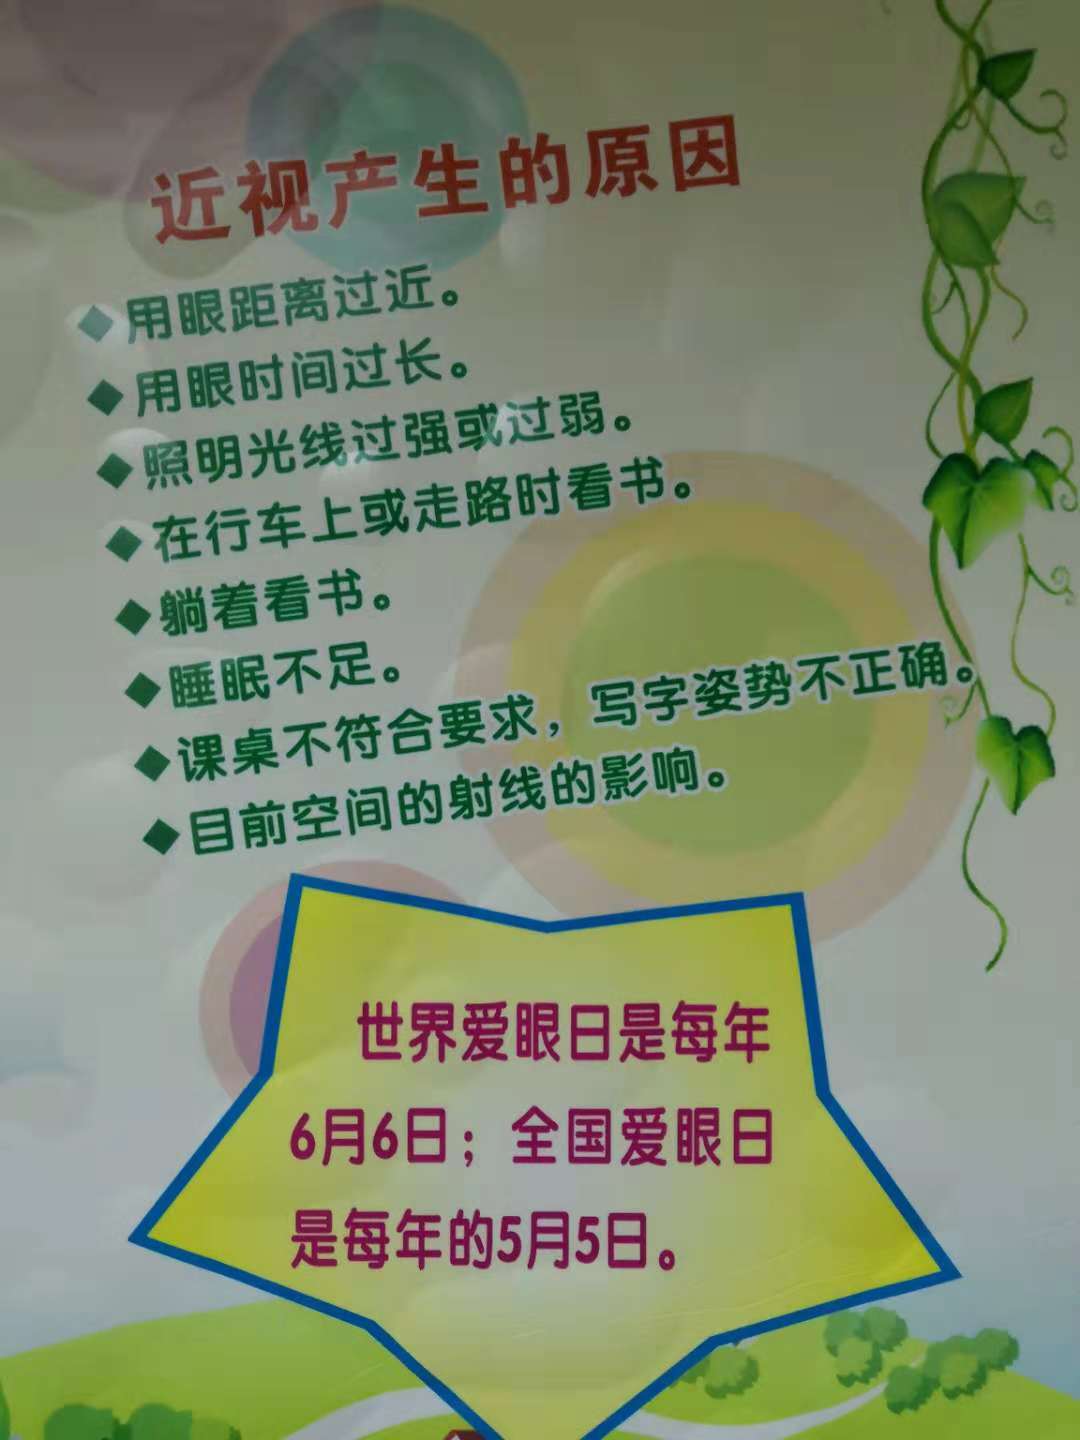 近视产生的原因
◆用眼距离过近。
◆用眼时间过长。
◆照明光线过强或过弱。
◆在行车上或走路时看书。
◆躺着看书。
◆睡眠不足。
◆课桌不符合要求，写字姿势不正确。
◆目前空间的射线的影响。
世界爱眼日是每年
6月6日；全国爱眼日
是每年的5月5日。